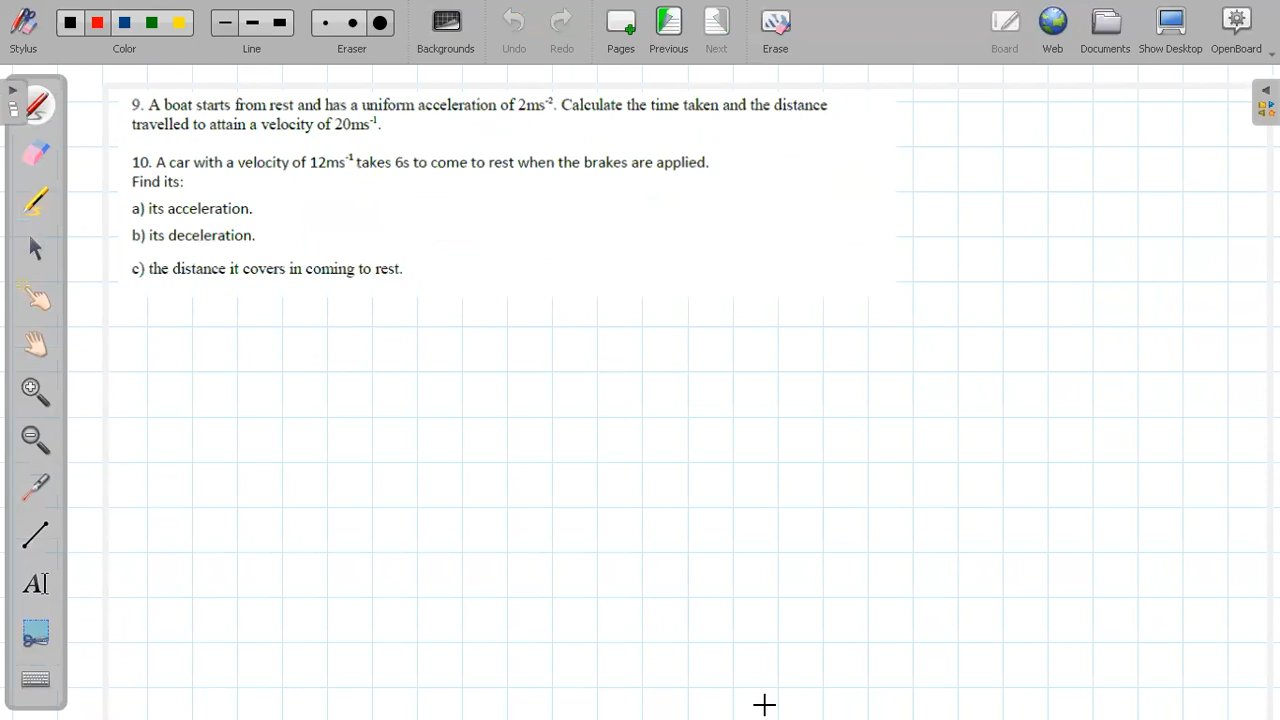 Stylus Color Line Eraser Backgrounds Undo Redo Pages Previous Next Erase Board Web Documents Show Desktop OpenBoard
9. A boat starts from rest and has a uniform acceleration of 2ms⁻². Calculate the time taken and the distance
travelled to attain a velocity of 20ms⁻¹.
10. A car with a velocity of 12ms⁻¹ takes 6s to come to rest when the brakes are applied.
Find its:
a) its acceleration.
b) its deceleration.
c) the distance it covers in coming to rest.